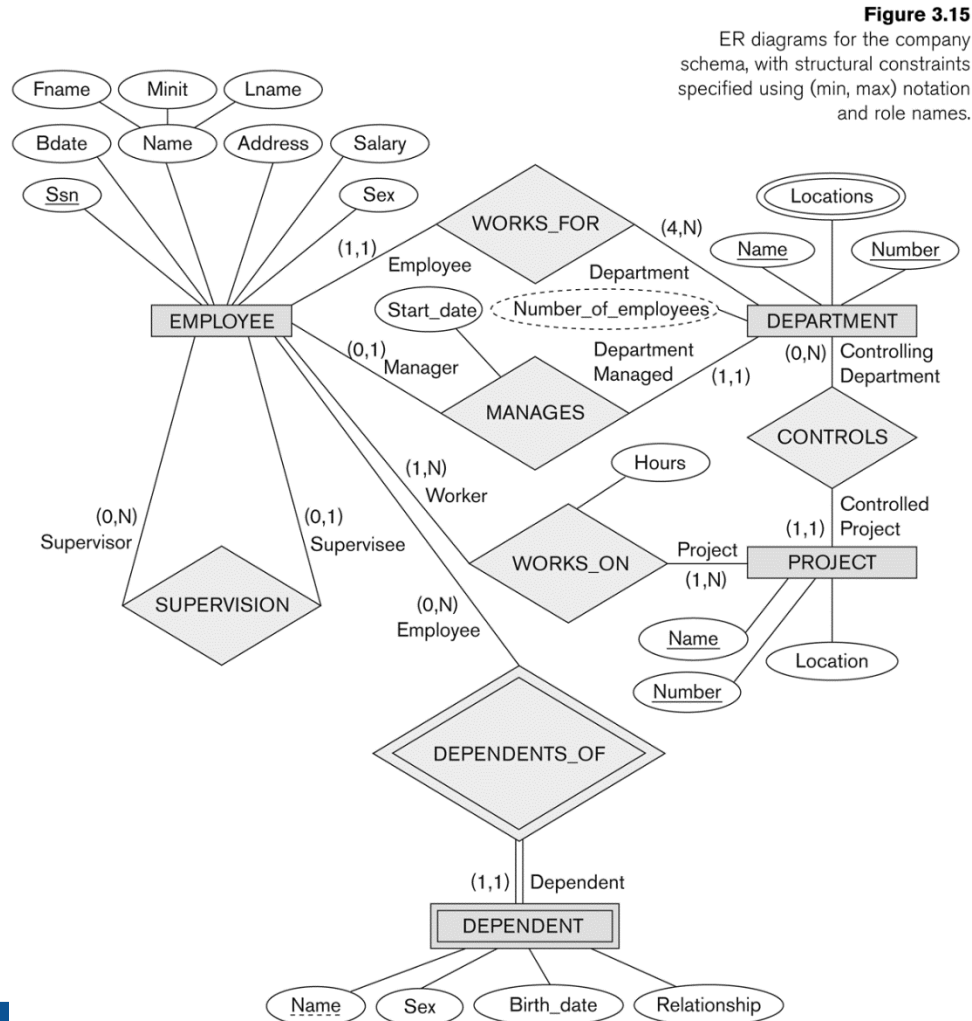 Figure 3.15
ER diagrams for the company
schema, with structural constraints
specified using (min, max) notation
and role names.
Fname
Minit
Lname
Bdate
Name
Address
Salary
Ssn
Sex
WORKS_FOR
(1,1)
Employee
(4,N)
Department
Locations
Name
Number
Start_date
Number_of_employees
EMPLOYEE
DEPARTMENT
(0,1)
Manager
Department
Managed
(1,1)
MANAGES
(0,N)
Controlling
Department
CONTROLS
Hours
(1,N)
Worker
(0,N)
Supervisor
(0,1)
Supervisee
SUPERVISION
WORKS_ON
Project
(1,N)
Controlled
Project
(1,1)
PROJECT
(0,N)
Employee
Name
Number
Location
DEPENDENTS_OF
(1,1)
Dependent
DEPENDENT
Name
Sex
Birth_date
Relationship